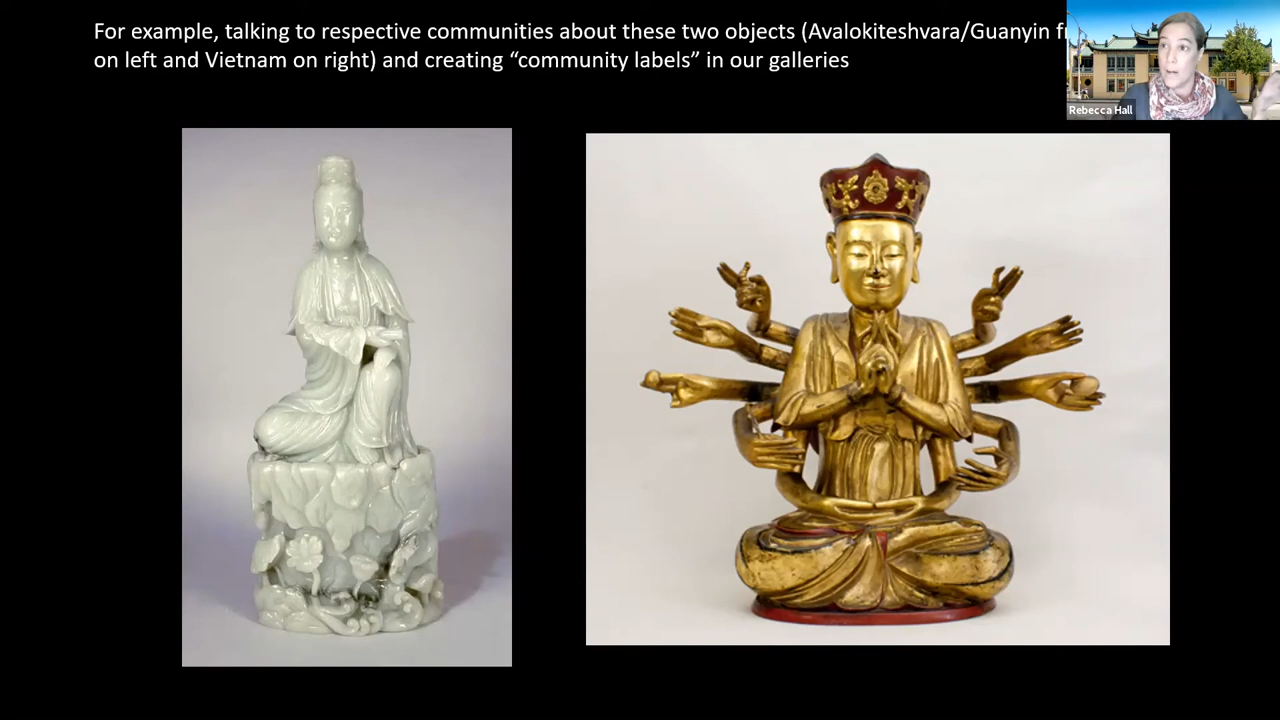 For example, talking to respective communities about these two objects (Avalokiteshvara/Guanyin
on left and Vietnam on right) and creating “community labels” in our galleries
Rebecca Hall